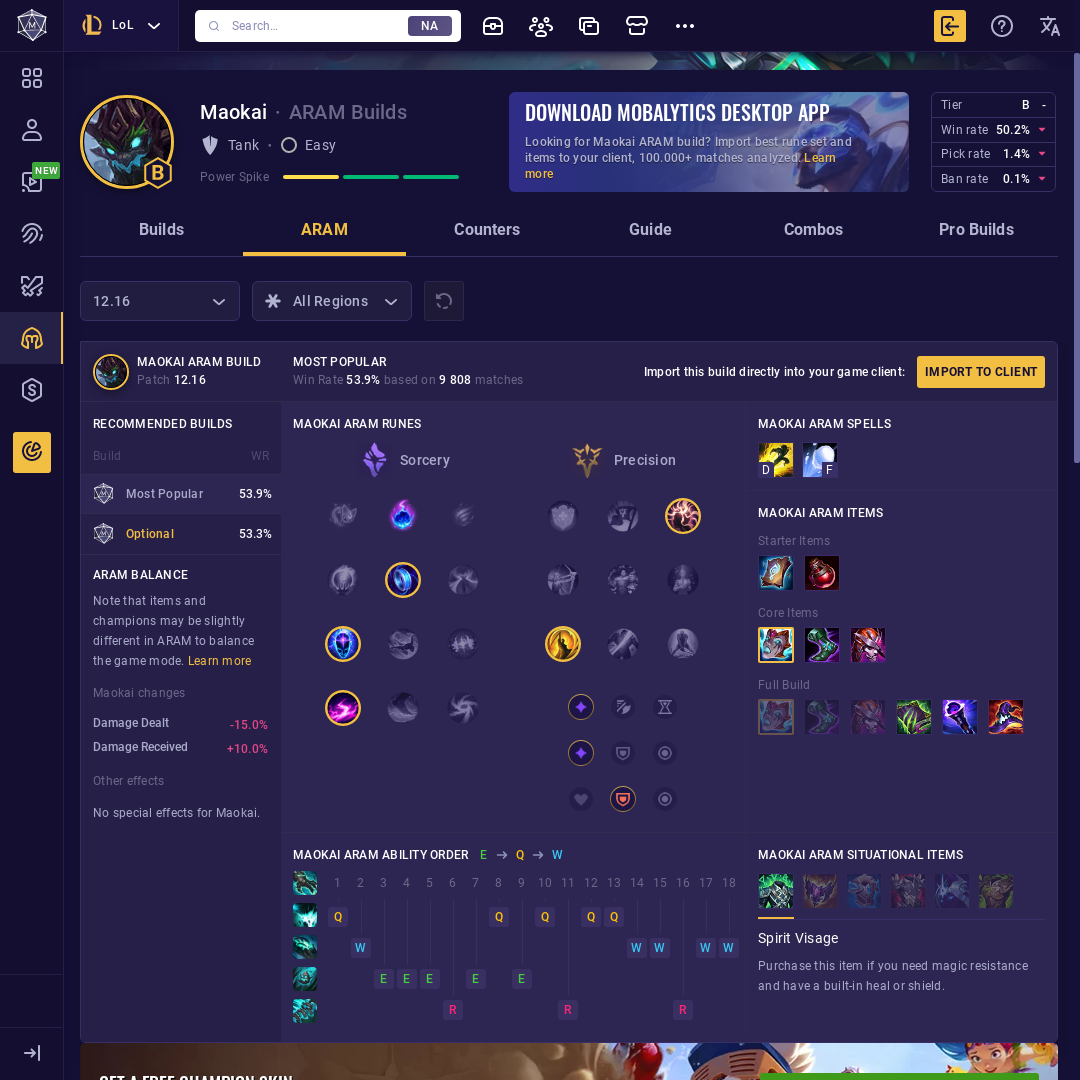 LoL
Search...
NA
NEW
Maokai · ARAM Builds
Tank · Easy
Power Spike
B
DOWNLOAD MOBALYTICS DESKTOP APP
Looking for Maokai ARAM build? Import best rune set and
items to your client, 100.000+ matches analyzed. Learn
more
Tier B -
Win rate 50.2%
Pick rate 1.4%
Ban rate 0.1%
Builds
ARAM
Counters
Guide
Combos
Pro Builds
12.16
All Regions
MAOKAI ARAM BUILD
Patch 12.16
MOST POPULAR
Win Rate 53.9% based on 9 808 matches
Import this build directly into your game client:
IMPORT TO CLIENT
RECOMMENDED BUILDS
Build WR
Most Popular 53.9%
Optional 53.3%
ARAM BALANCE
Note that items and
champions may be slightly
different in ARAM to balance
the game mode. Learn more
Maokai changes
Damage Dealt -15.0%
Damage Received +10.0%
Other effects
No special effects for Maokai.
MAOKAI ARAM RUNES
Sorcery
Precision
MAOKAI ARAM SPELLS
D F
MAOKAI ARAM ITEMS
Starter Items
Core Items
Full Build
MAOKAI ARAM ABILITY ORDER E → Q → W
1 2 3 4 5 6 7 8 9 10 11 12 13 14 15 16 17 18
Q Q Q Q Q
W W W W W
E E E E E
R R R
MAOKAI ARAM SITUATIONAL ITEMS
Spirit Visage
Purchase this item if you need magic resistance
and have a built-in heal or shield.
GET A FREE CHAMPION SKIN